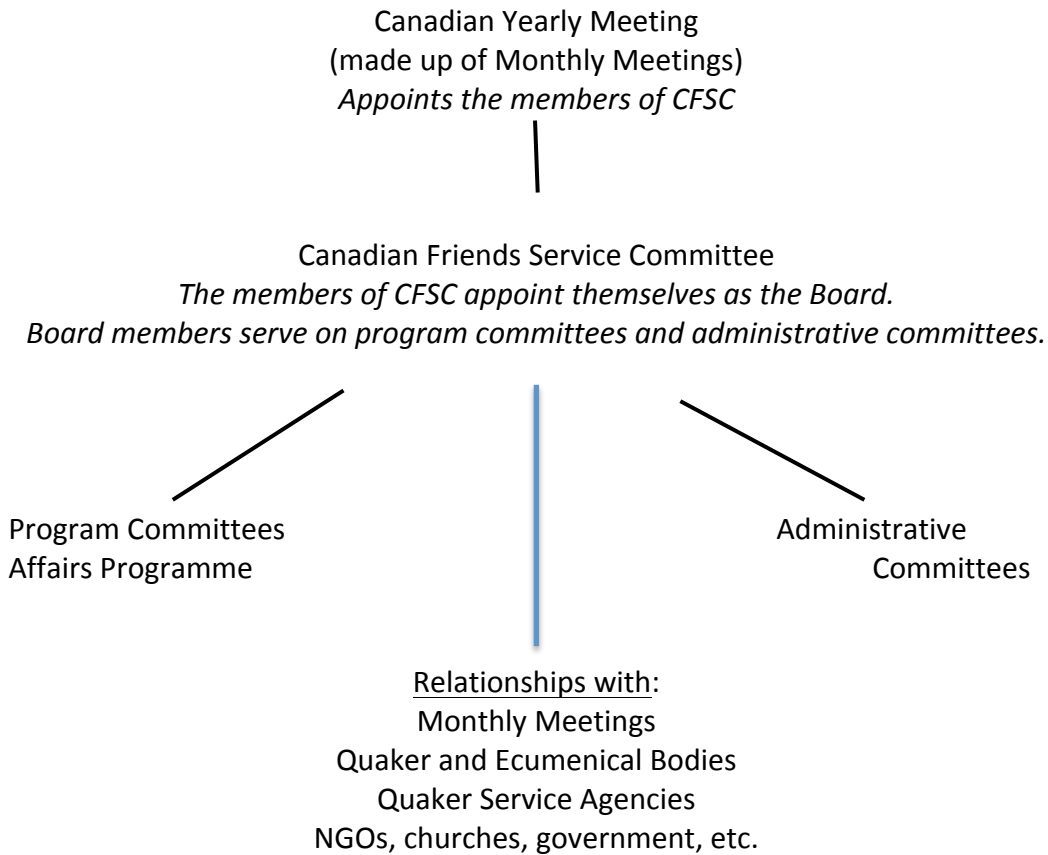 Canadian Yearly Meeting
(made up of Monthly Meetings)
Appoints the members of CFSC
Canadian Friends Service Committee
The members of CFSC appoint themselves as the Board.
Board members serve on program committees and administrative committees.
Program Committees
Affairs Programme
Administrative
Committees
Relationships with:
Monthly Meetings
Quaker and Ecumenical Bodies
Quaker Service Agencies
NGOs, churches, government, etc.